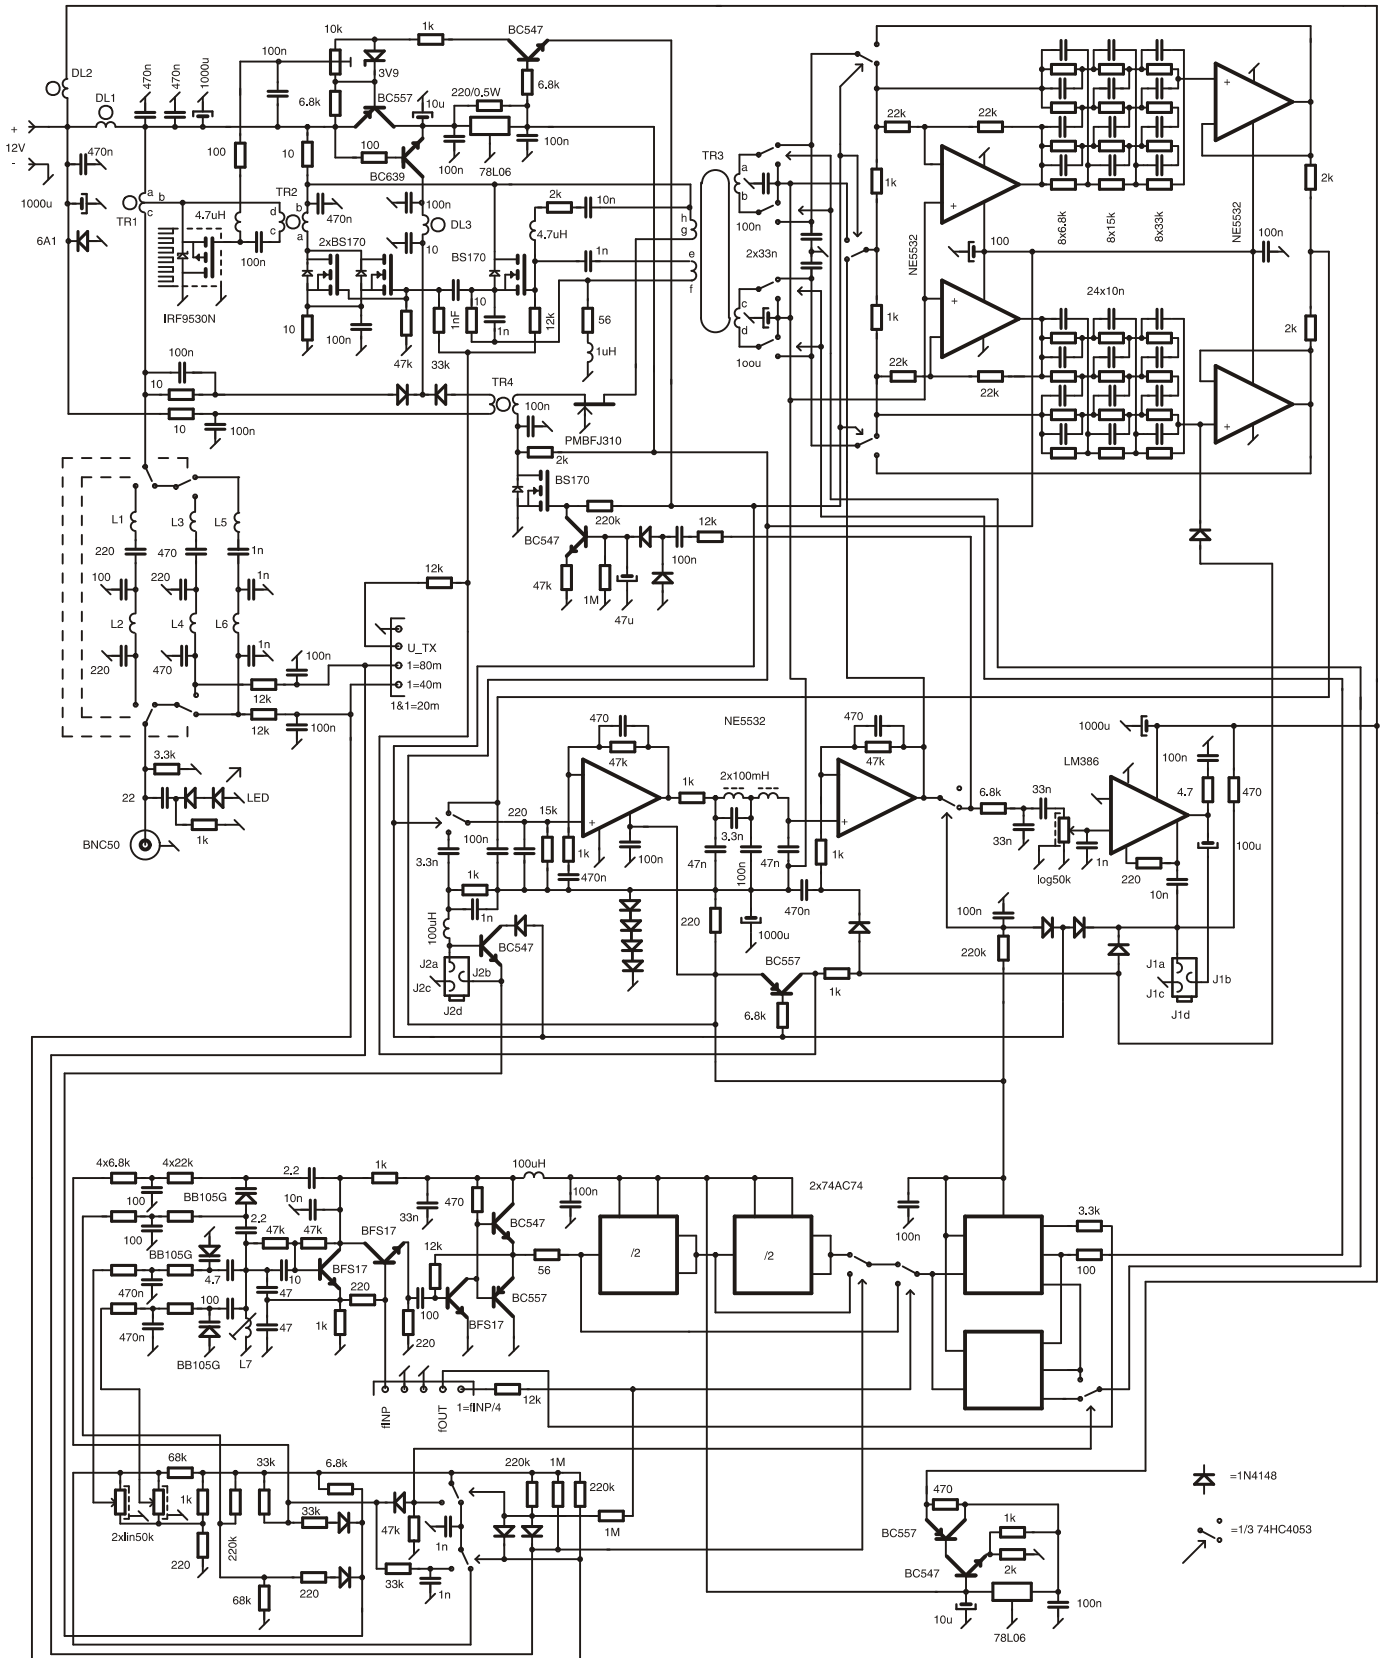 10k
1k
BC547
100n
DL2
470n
470n
1000u
3V9
6.8k
DL1
6.8k
BC557
10u
220/0.5W
+
12V
-
470n
100
10
100
BC639
100n
78L06
100n
22k
22k
TR3
1000u
a
b
c
TR1
4.7uH
TR2
d
c
b
a
470n
100n
DL3
10
2k
10n
4.7uH
h
g
a
b
100n
1k
2k
6A1
100n
2xBS170
BS170
1n
e
f
2x33n
NE5532
100
8x6.8k
8x15k
8x33k
NE5532
100n
IRF9530N
10
100n
47k
1nF
33k
10
1n
12k
56
1uH
c
d
1oou
1k
24x10n
2k
100n
10
TR4
22k
22k
10
100n
100n
PMBFJ310
2k
BS170
L1
L3
L5
220
470
1n
220k
12k
BC547
100n
100
220
1n
12k
47k
1M
47u
L2
L4
L6
U_TX
220
470
1n
100n
1=80m
1=40m
12k
1&1=20m
12k
100n
470
NE5532
470
1000u
3.3k
47k
47k
LM386
100n
22
LED
1k
2x100mH
6.8k
33n
4.7
470
1k
220
15k
3.3n
BNC50
3.3n
100n
1k
100n
47n
100n
47n
1k
33n
1n
100u
1k
470n
log50k
220
10n
1n
220
470n
100n
100uH
BC547
1000u
220k
J2a
J2b
J2c
J2d
BC557
1k
J1a
J1b
J1c
J1d
6.8k
4x6.8k
4x22k
2.2
1k
100uH
100
BB105G
10n
33n
470
100n
2x74AC74
BC547
100n
3.3k
100
2.2
47k
47k
BFS17
12k
/2
/2
BB105G
56
100
470n
4.7
10
BFS17
220
100
BC557
100
47
BFS17
470n
47
1k
220
BB105G
L7
fINP
fOUT
1=fINP/4
12k
68k
33k
6.8k
220k
1M
220k
=1N4148
470
1k
33k
47k
1M
BC557
1k
2xlin50k
1n
=1/3 74HC4053
220
220k
33k
BC547
2k
68k
220
1n
10u
78L06
100n